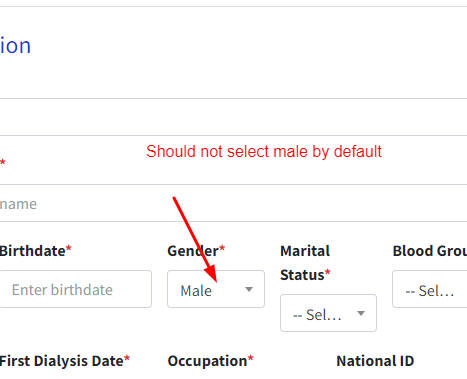 ion
Should not select male by default
*
name
Birthdate* Gender* Marital Status* Blood Grou
Enter birthdate Male -- Sel... -- Sel...
First Dialysis Date* Occupation* National ID